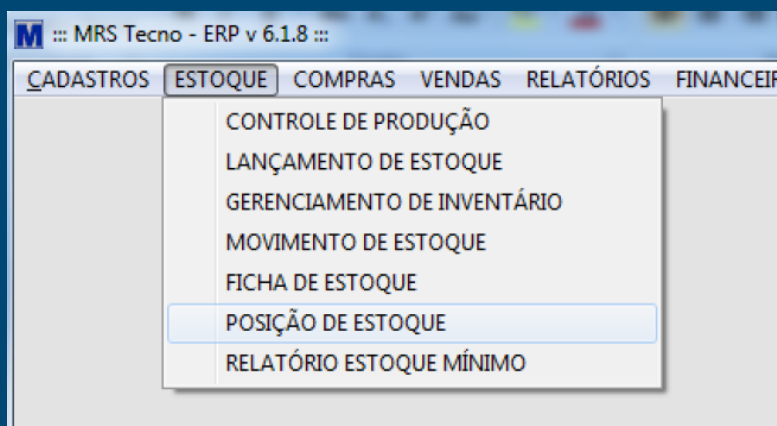 M ::: MRS Tecno - ERP v 6.1.8 :::
CADASTROS ESTOQUE COMPRAS VENDAS RELATÓRIOS
CONTROLE DE PRODUÇÃO
LANÇAMENTO DE ESTOQUE
GERENCIAMENTO DE INVENTÁRIO
MOVIMENTO DE ESTOQUE
FICHA DE ESTOQUE
POSIÇÃO DE ESTOQUE
RELATÓRIO ESTOQUE MÍNIMO